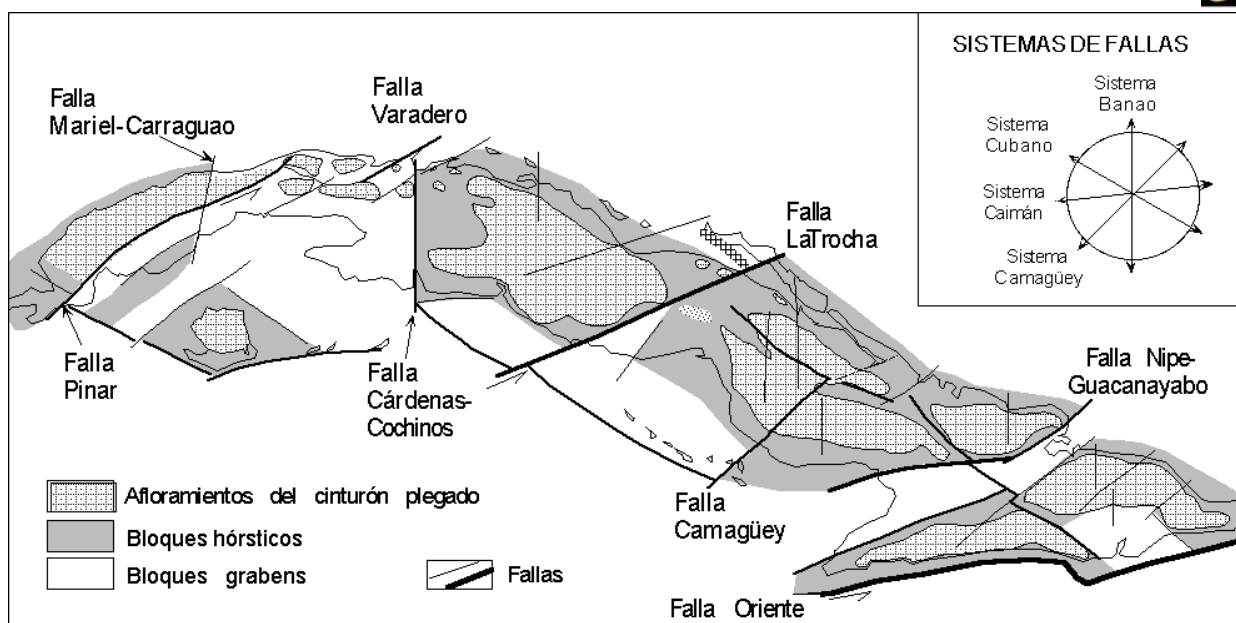 SISTEMAS DE FALLAS
Sistema
Banao
Sistema
Cubano
Sistema
Caimán
Sistema
Camagüey
Falla
Mariel-Carraguao
Falla
Varadero
Falla
LaTrocha
Falla
Pinar
Falla
Cárdenas-
Cochinos
Falla Nipe-
Guacanayabo
Falla
Camagüey
Falla Oriente
Afloramientos del cinturón plegado
Bloques hórsticos
Bloques grabens
Fallas